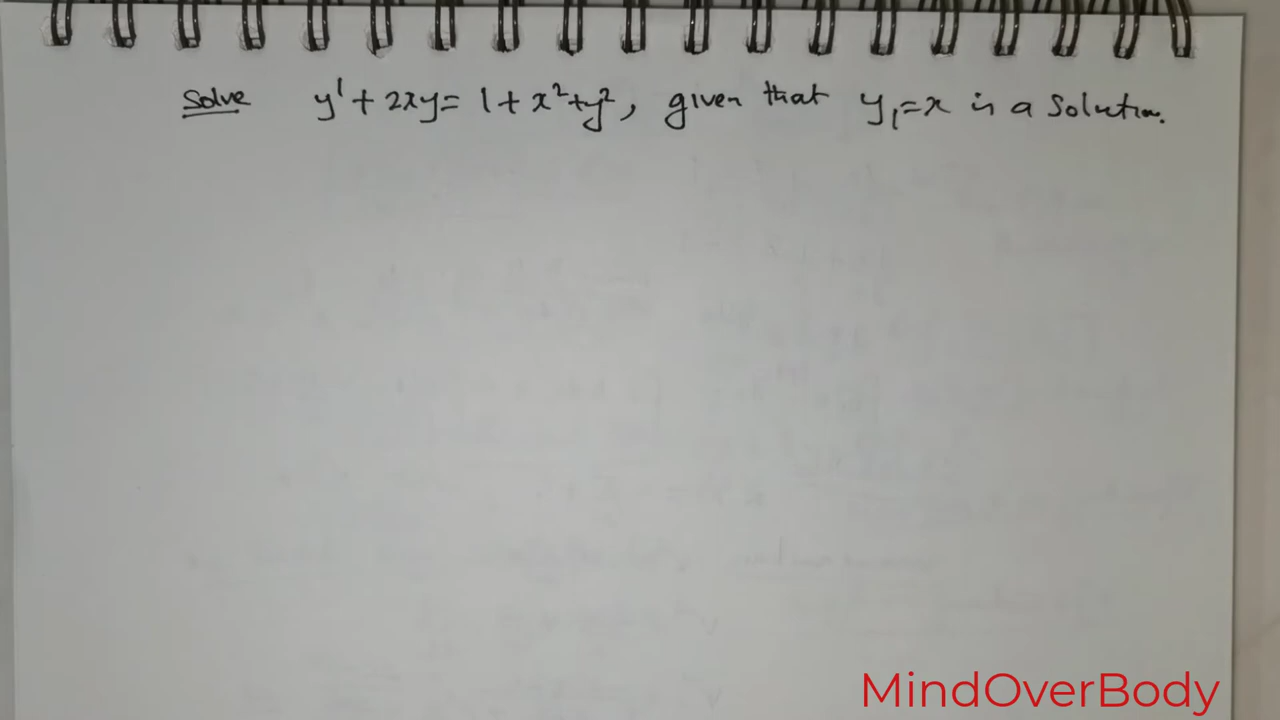 Solve y' + 2xy = 1 + x² + y², given that y₁ = x is a solution.
MindOverBody